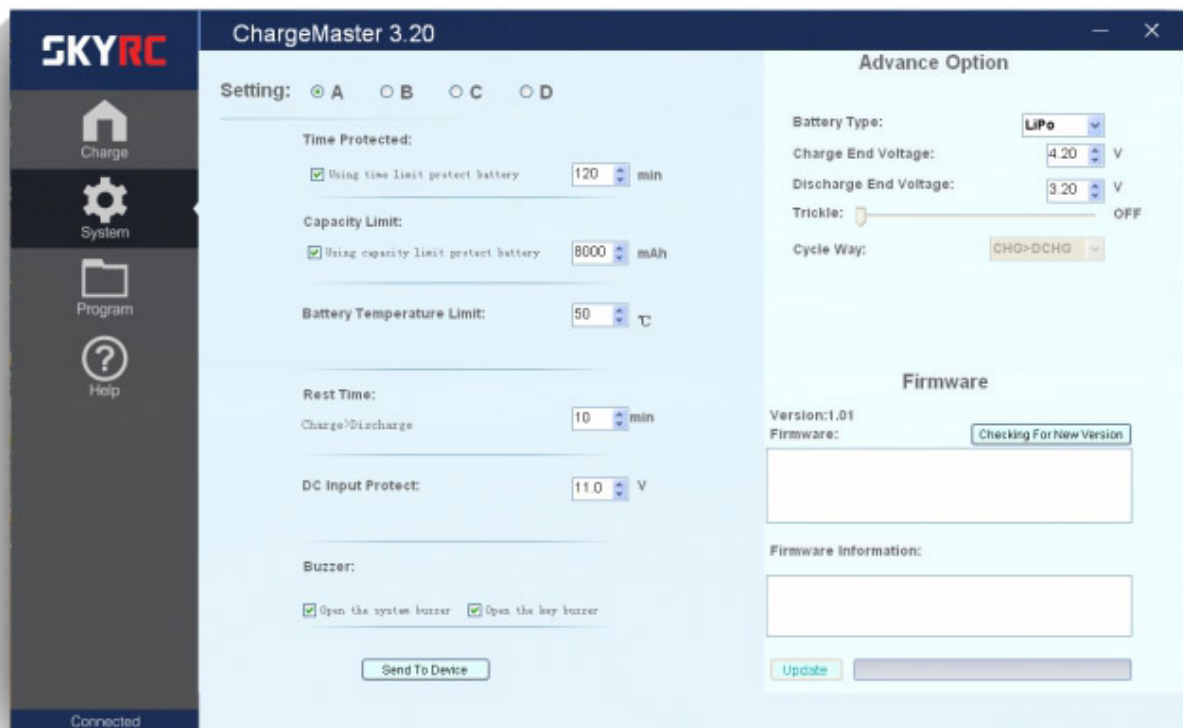 SKYRC
ChargeMaster 3.20
Charge
System
Program
Help
Connected
Setting: A B C D
Time Protected:
Using time limit protect battery 120 min
Capacity Limit:
Using capacity limit protect battery 8000 mAh
Battery Temperature Limit: 50 ℃
Rest Time:
Charge>Discharge 10 min
DC Input Protect: 11.0 V
Buzzer:
Open the system buzzer Open the key buzzer
Send To Device
Advance Option
Battery Type: LiPo
Charge End Voltage: 4.20 V
Discharge End Voltage: 3.20 V
Trickle: OFF
Cycle Way: CHG>DCHG
Firmware
Version:1.01
Firmware: Checking For New Version
Firmware Information:
Update